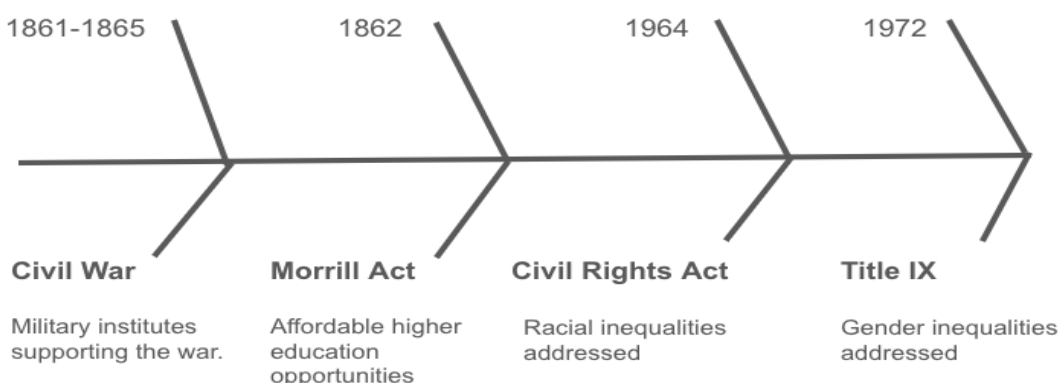 1861-1865
1862
1964
1972
Civil War
Morrill Act
Civil Rights Act
Title IX
Military institutes
supporting the war.
Affordable higher
education
opportunities
Racial inequalities
addressed
Gender inequalities
addressed